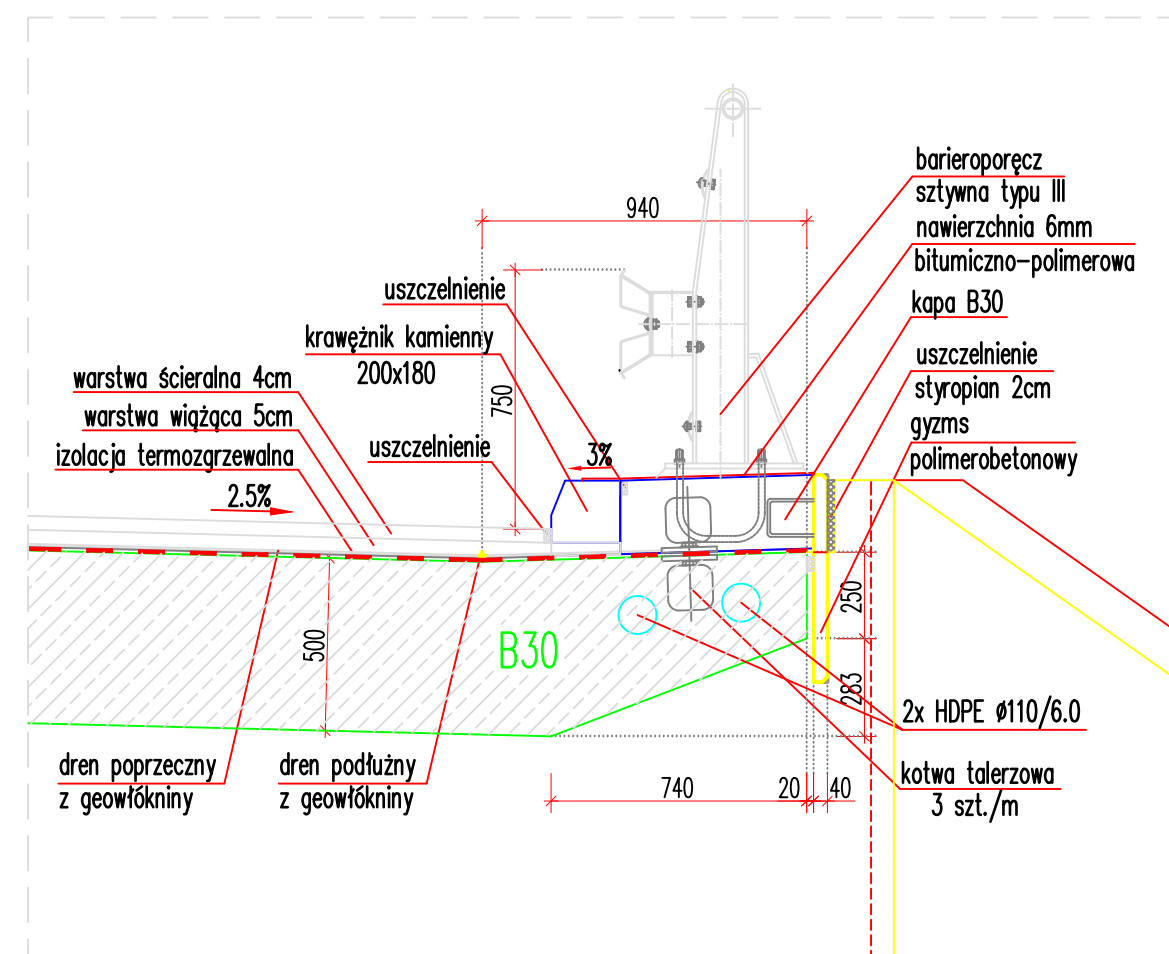 barieroporęcz
sztywna typu III
940
nawierzchnia 6mm
bitumiczno-polimerowa
uszczelnienie
kapa B30
krawężnik kamienny
200x180
uszczelnienie
styropian 2cm
warstwa ścieralna 4cm
750
warstwa wiążąca 5cm
gyzms
polimerobetonowy
izolacja termozgrzewalna
uszczelnienie
3%
2.5%
250
500
B30
283
2x HDPE Ø110/6.0
dren poprzeczny
z geowłókniny
dren podłużny
z geowłókniny
kotwa talerzowa
3 szt./m
740
20
40